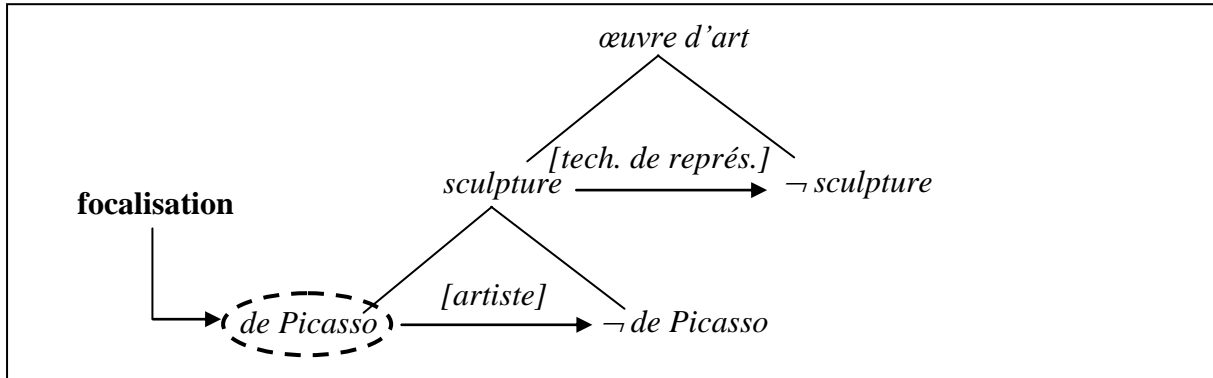 œuvre d'art
[tech. de représ.]
sculpture ¬ sculpture
focalisation
[artiste]
de Picasso ¬ de Picasso